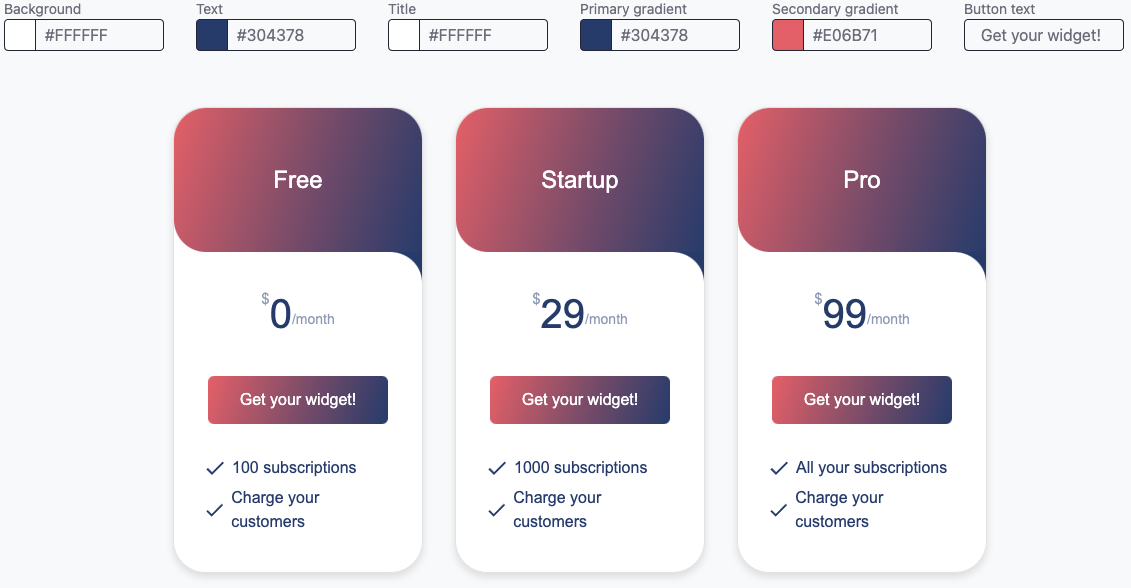 Background
Text
Title
Primary gradient
Secondary gradient
Button text
#FFFFFF
#304378
#FFFFFF
#304378
#E06B71
Get your widget!
Free
Startup
Pro
$0/month
$29/month
$99/month
Get your widget!
Get your widget!
Get your widget!
100 subscriptions
Charge your
customers
1000 subscriptions
Charge your
customers
All your subscriptions
Charge your
customers